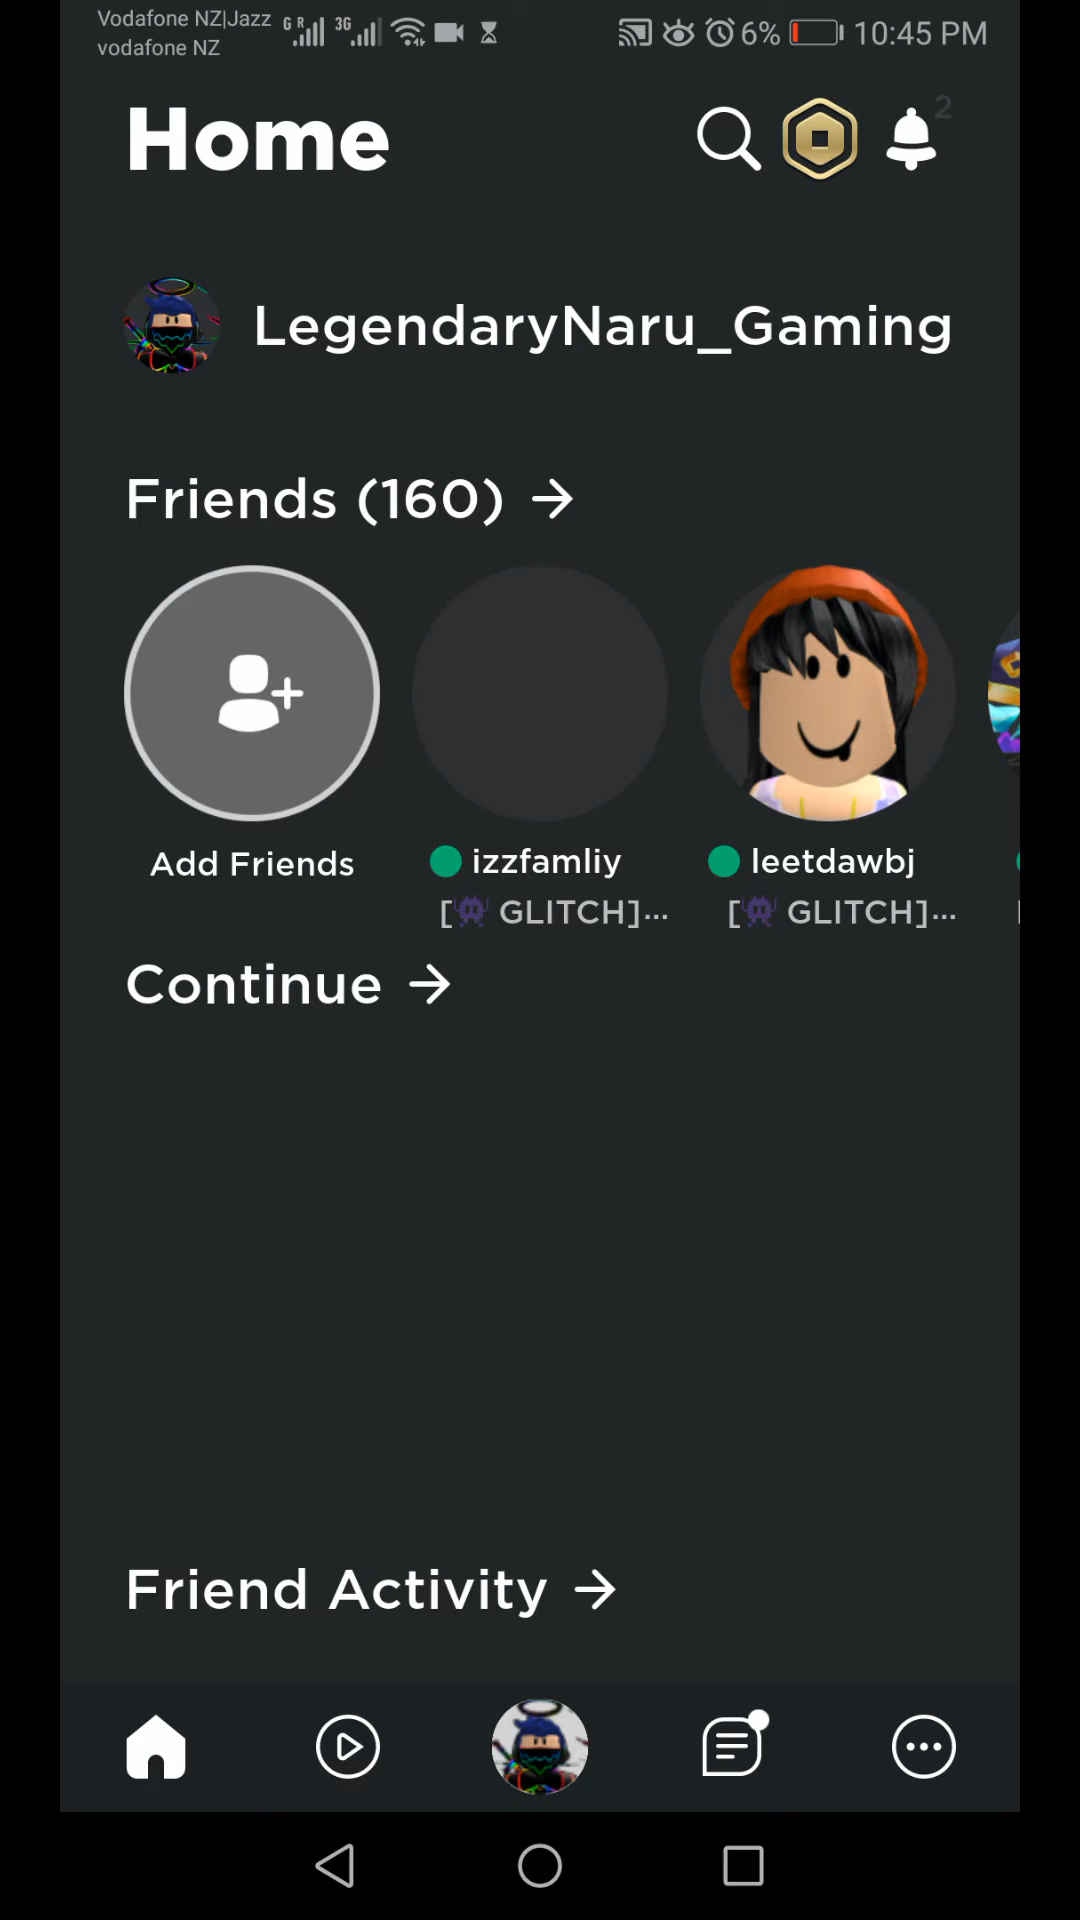 Vodafone NZ|Jazz
vodafone NZ
G R 3G 6% 10:45 PM
Home
2
LegendaryNaru_Gaming
Friends (160) →
Add Friends
izzfamliy
[👾 GLITCH]...
leetdawbj
[👾 GLITCH]...
Continue →
Friend Activity →